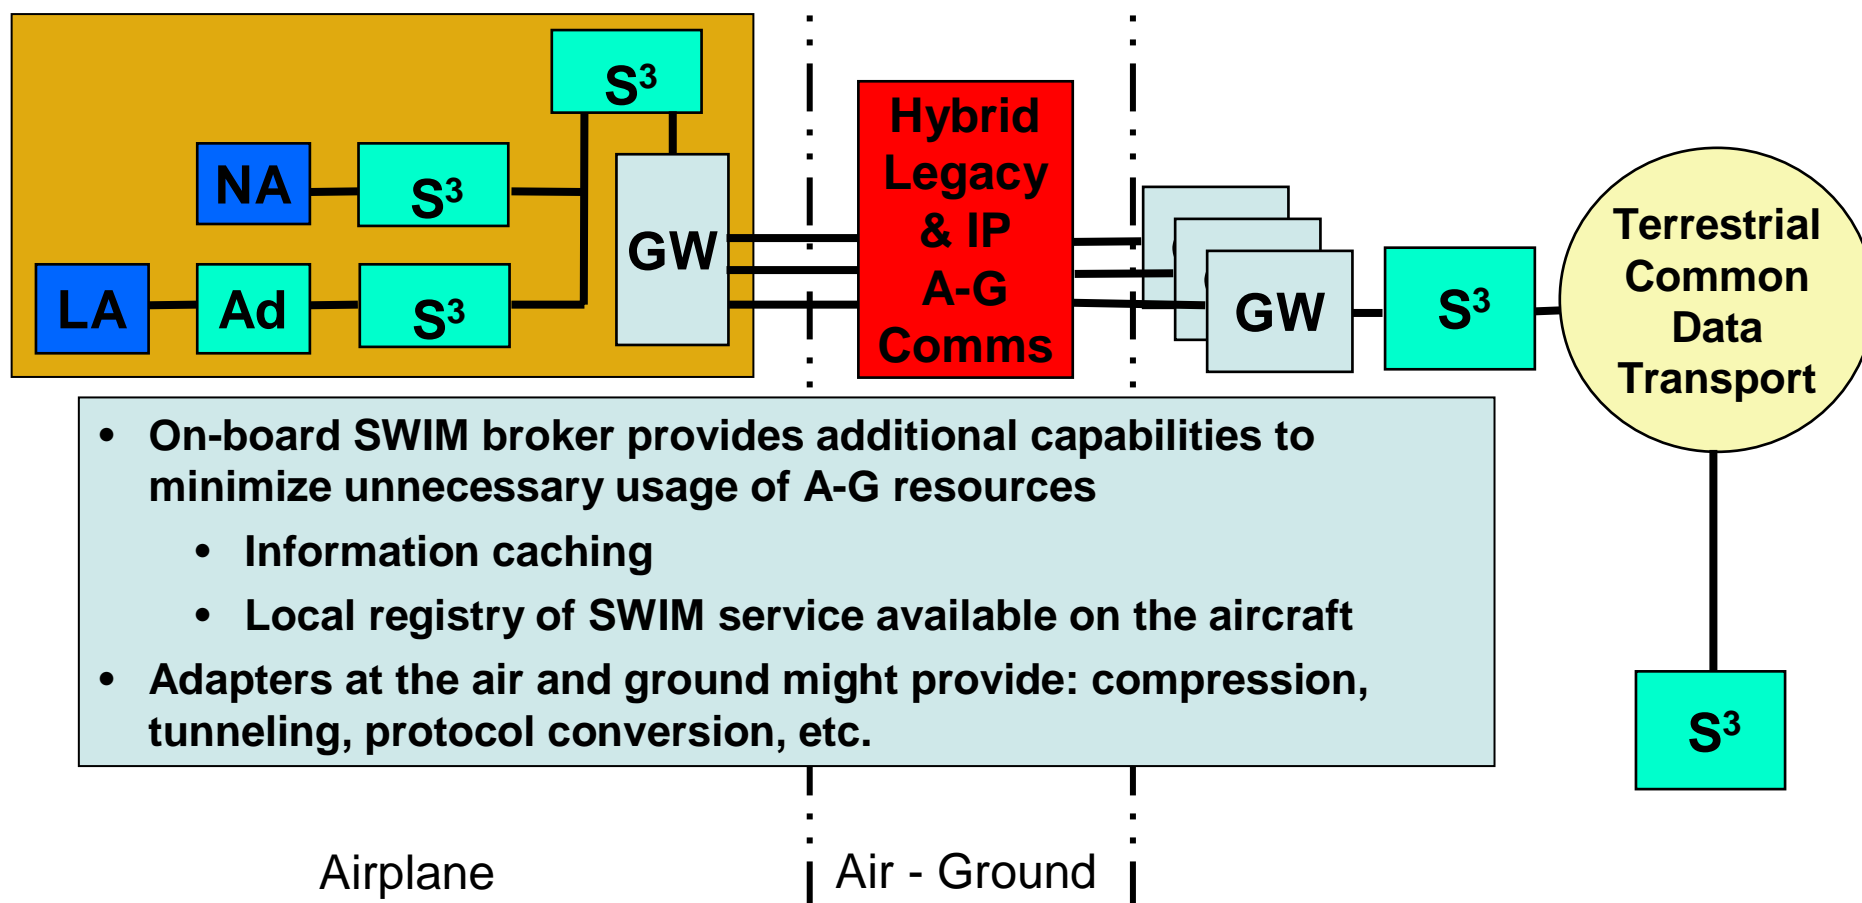 S³
NA
S³
LA
Ad
S³
GW
Hybrid
Legacy
& IP
A-G
Comms
GW
S³
Terrestrial
Common
Data
Transport
• On-board SWIM broker provides additional capabilities to
minimize unnecessary usage of A-G resources
• Information caching
• Local registry of SWIM service available on the aircraft
• Adapters at the air and ground might provide: compression,
tunneling, protocol conversion, etc.
S³
Airplane
Air - Ground